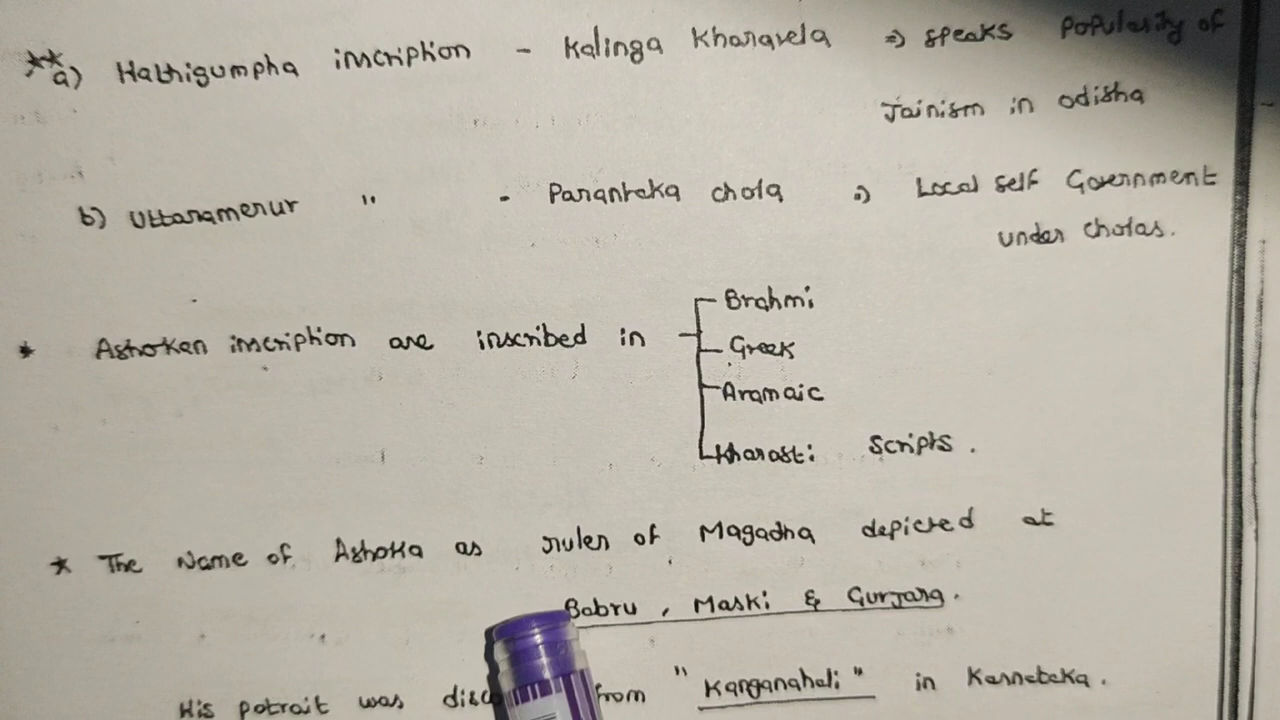 ** a) Hathigumpha inscription - Kalinga Kharavela => speaks popularity of
Jainism in odisha
b) Uttaramerur " - Parantaka chola => Local self Government
under cholas.
* Ashokan inscription are inscribed in Brahmi
Greek
Aramaic
Kharasti scripts.
* The Name of Ashoka as ruler of Magadha depicted at
Babru, Maski & Gurjara.
His potrait was from "Kanganahali" in Karnataka.